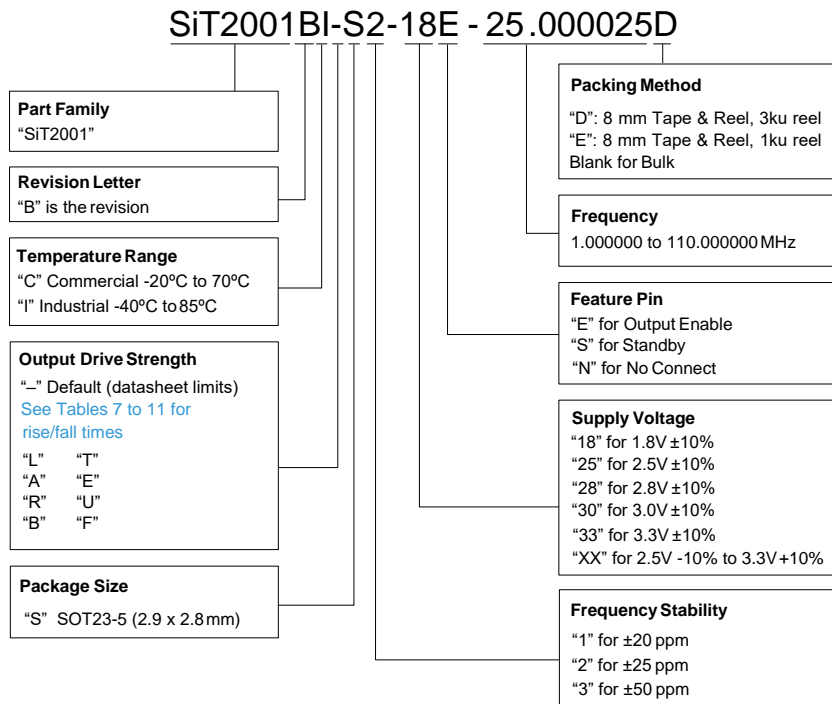 SiT2001BI-S2-18E - 25.000025D
Part Family
“SiT2001”
Revision Letter
“B” is the revision
Temperature Range
“C” Commercial -20ºC to 70ºC
“I” Industrial -40ºC to 85ºC
Output Drive Strength
“–” Default (datasheet limits)
See Tables 7 to 11 for
rise/fall times
“L” “T”
“A” “E”
“R” “U”
“B” “F”
Package Size
“S” SOT23-5 (2.9 x 2.8 mm)
Packing Method
“D”: 8 mm Tape & Reel, 3ku reel
“E”: 8 mm Tape & Reel, 1ku reel
Blank for Bulk
Frequency
1.000000 to 110.000000 MHz
Feature Pin
“E” for Output Enable
“S” for Standby
“N” for No Connect
Supply Voltage
“18” for 1.8V ±10%
“25” for 2.5V ±10%
“28” for 2.8V ±10%
“30” for 3.0V ±10%
“33” for 3.3V ±10%
“XX” for 2.5V -10% to 3.3V +10%
Frequency Stability
“1” for ±20 ppm
“2” for ±25 ppm
“3” for ±50 ppm